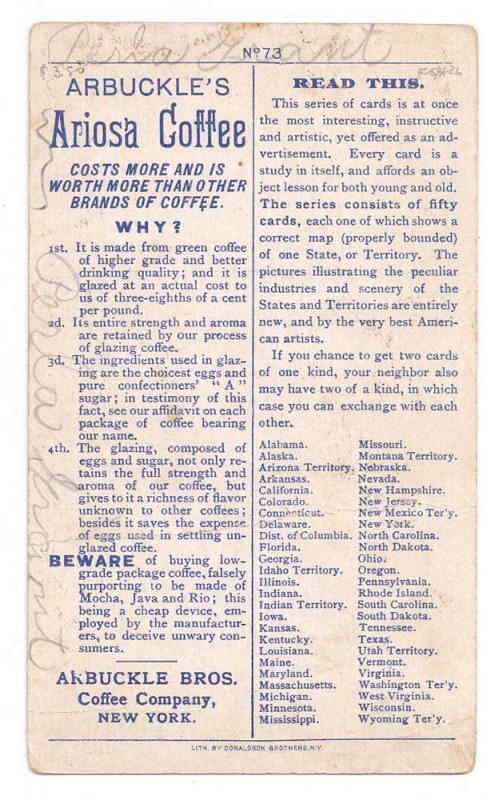 Perla Grant
Nº 73
ARBUCKLE'S
Ariosa Coffee
COSTS MORE AND IS
WORTH MORE THAN OTHER
BRANDS OF COFFEE.
WHY?
1st. It is made from green coffee
of higher grade and better
drinking quality; and it is
glazed at an actual cost to
us of three-eighths of a cent
per pound.
2d. Its entire strength and aroma
are retained by our process
of glazing coffee.
3d. The ingredients used in glaz-
ing are the choicest eggs and
pure confectioners' "A"
sugar; in testimony of this
fact, see our affidavit on each
package of coffee bearing
our name.
4th. The glazing, composed of
eggs and sugar, not only re-
tains the full strength and
aroma of our coffee, but
gives to it a richness of flavor
unknown to other coffees;
besides it saves the expense
of eggs used in settling un-
glazed coffee.
BEWARE of buying low-
grade package coffee, falsely
purporting to be made of
Mocha, Java and Rio; this
being a cheap device, em-
ployed by the manufactur-
ers, to deceive unwary con-
sumers.
ARBUCKLE BROS.
Coffee Company,
NEW YORK.
READ THIS.
This series of cards is at once
the most interesting, instructive
and artistic, yet offered as an ad-
vertisement. Every card is a
study in itself, and affords an ob-
ject lesson for both young and old.
The series consists of fifty
cards, each one of which shows a
correct map (properly bounded)
of one State, or Territory. The
pictures illustrating the peculiar
industries and scenery of the
States and Territories are entirely
new, and by the very best Ameri-
can artists.
If you chance to get two cards
of one kind, your neighbor also
may have two of a kind, in which
case you can exchange with each
other.
Alabama.
Alaska.
Arizona Territory.
Arkansas.
California.
Colorado.
Connecticut.
Delaware.
Dist. of Columbia.
Florida.
Georgia.
Idaho Territory.
Illinois.
Indiana.
Indian Territory.
Iowa.
Kansas.
Kentucky.
Louisiana.
Maine.
Maryland.
Massachusetts.
Michigan.
Minnesota.
Mississippi.
Missouri.
Montana Territory.
Nebraska.
Nevada.
New Hampshire.
New Jersey.
New Mexico Ter'y.
New York.
North Carolina.
North Dakota.
Ohio.
Oregon.
Pennsylvania.
Rhode Island.
South Carolina.
South Dakota.
Tennessee.
Texas.
Utah Territory.
Vermont.
Virginia.
Washington Ter'y.
West Virginia.
Wisconsin.
Wyoming Ter'y.
LITH. BY DONALDSON BROTHERS, N.Y.
Perla Grant